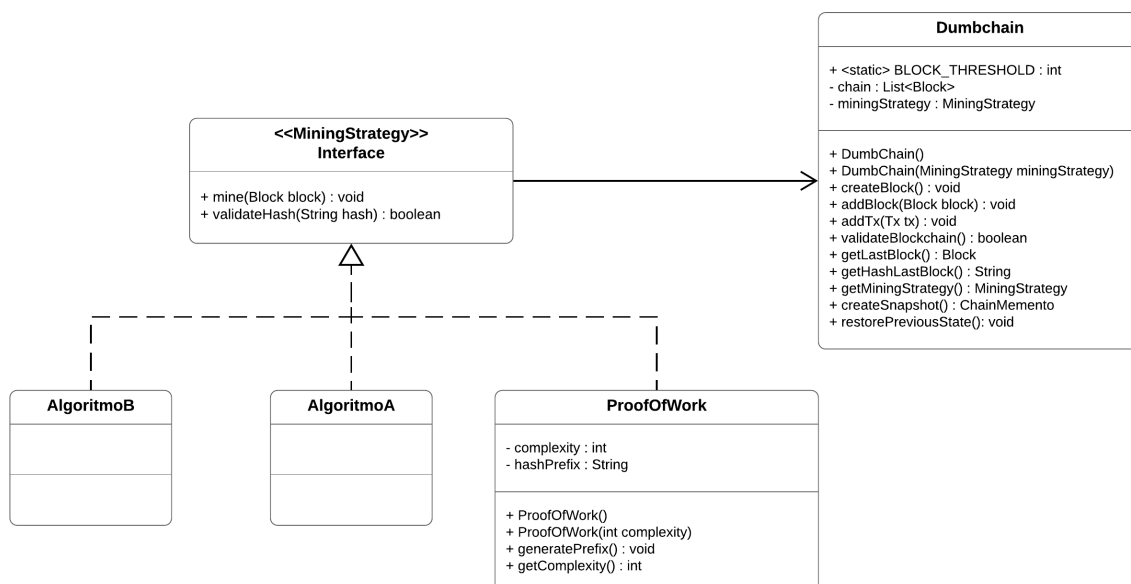 Dumbchain
+ <static> BLOCK_THRESHOLD : int
- chain : List<Block>
- miningStrategy : MiningStrategy
+ DumbChain()
+ DumbChain(MiningStrategy miningStrategy)
+ createBlock() : void
+ addBlock(Block block) : void
+ addTx(Tx tx) : void
+ validateBlockchain() : boolean
+ getLastBlock() : Block
+ getHashLastBlock() : String
+ getMiningStrategy() : MiningStrategy
+ createSnapshot() : ChainMemento
+ restorePreviousState(): void
<<MiningStrategy>>
Interface
+ mine(Block block) : void
+ validateHash(String hash) : boolean
AlgoritmoB
AlgoritmoA
ProofOfWork
- complexity : int
- hashPrefix : String
+ ProofOfWork()
+ ProofOfWork(int complexity)
+ generatePrefix() : void
+ getComplexity() : int